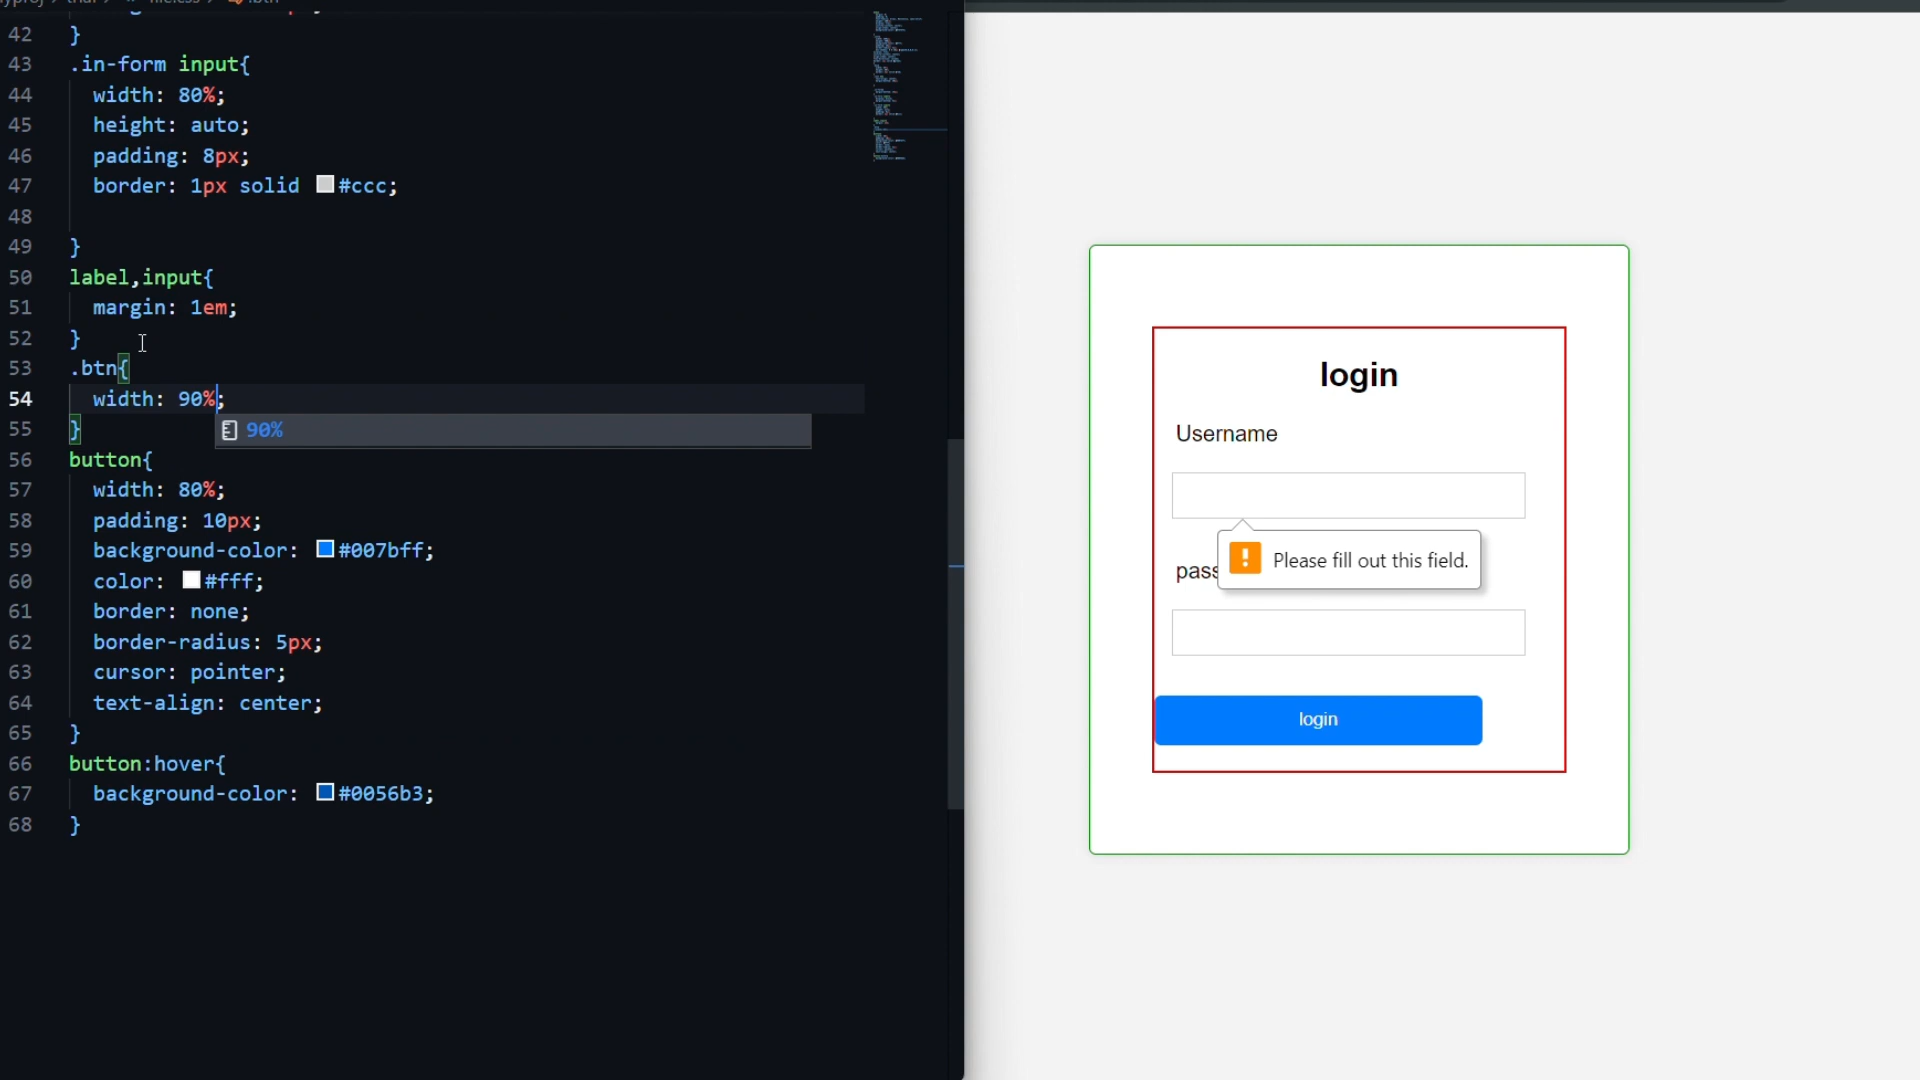 42 }
43 .in-form input{
44 width: 80%;
45 height: auto;
46 padding: 8px;
47 border: 1px solid #ccc;
48
49 }
50 label,input{
51 margin: 1em;
52 }
53 .btn{
54 width: 90%;
55 }
90%
56 button{
57 width: 80%;
58 padding: 10px;
59 background-color: #007bff;
60 color: #fff;
61 border: none;
62 border-radius: 5px;
63 cursor: pointer;
64 text-align: center;
65 }
66 button:hover{
67 background-color: #0056b3;
68 }
login
Username
Please fill out this field.
pass
login